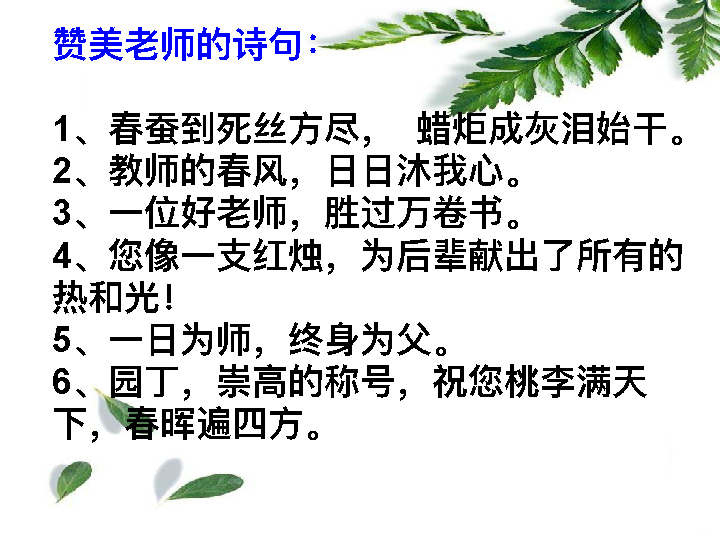 赞美老师的诗句：
1、春蚕到死丝方尽， 蜡炬成灰泪始干。
2、教师的春风，日日沐我心。
3、一位好老师，胜过万卷书。
4、您像一支红烛，为后辈献出了所有的
热和光！
5、一日为师，终身为父。
6、园丁，崇高的称号，祝您桃李满天
下，春晖遍四方。